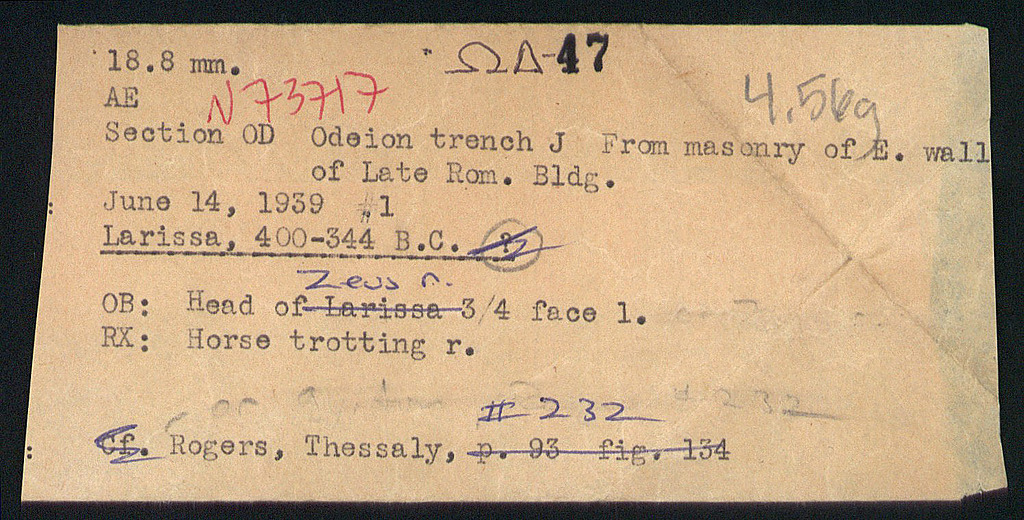 18.8 mm. ΩΔ-47
AE N73717 4.56g
Section OD Odeion trench J From masonry of E. wall
of Late Rom. Bldg.
June 14, 1939 #1
Larissa, 400-344 B.C. ?
Zeus r.
OB: Head of Larissa 3/4 face l.
RX: Horse trotting r.
# 232
Cf. Rogers, Thessaly, p. 93 fig. 134